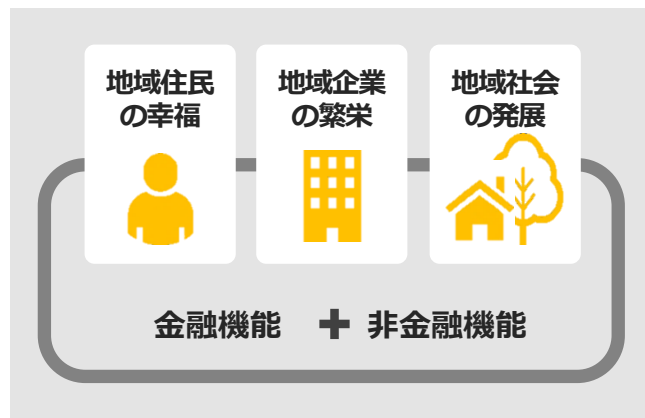 地域住民
の幸福
地域企業
の繁栄
地域社会
の発展
金融機能 ＋ 非金融機能